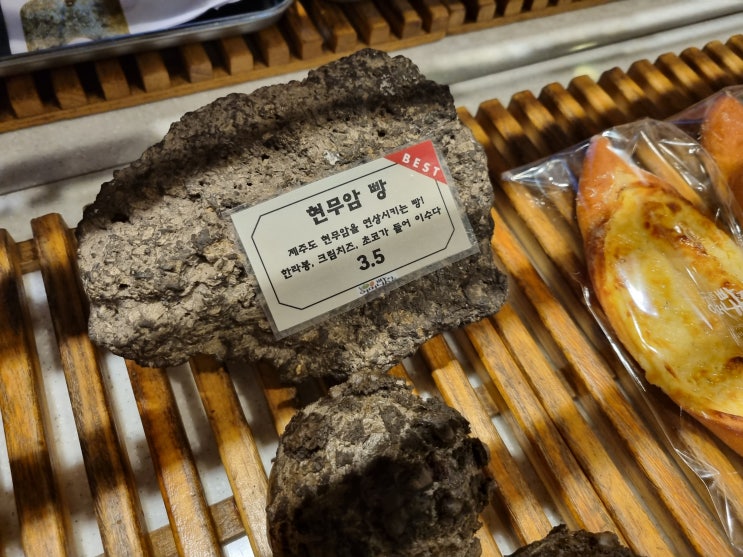 BEST
현무암 빵
제주도 현무암을 연상시키는 빵!
한라봉, 크림치즈, 초코가 들어 이수다
3.5